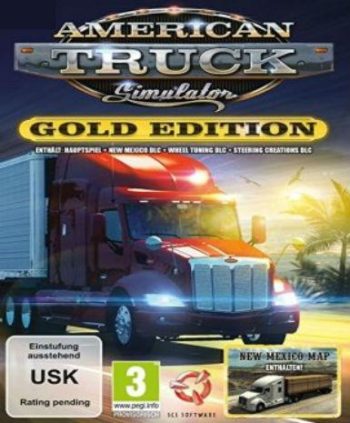 AMERICAN
TRUCK
Simulator
GOLD EDITION
ENTHÄLT HAUPTSPIEL • NEW MEXICO DLC • WHEEL TUNING DLC • STEERING CREATIONS DLC
Einstufung
ausstehend
USK
Rating pending
3
www.pegi.info
PROVISORISCH
SCS SOFTWARE
NEW MEXICO MAP
ENTHALTEN!